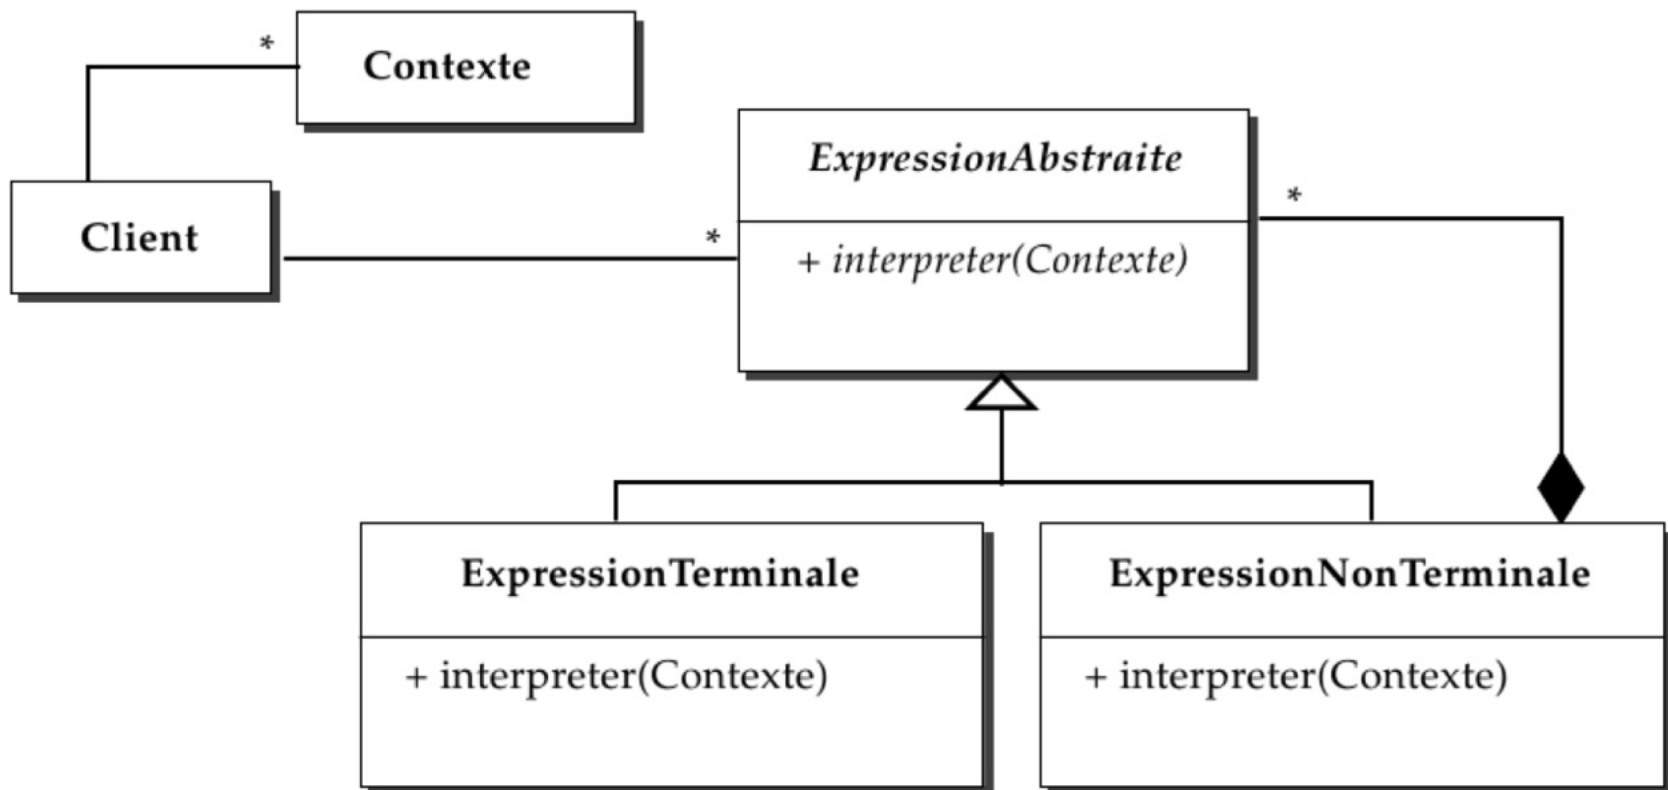 *
Contexte
ExpressionAbstraite
*
Client
*
+ interpreter(Contexte)
ExpressionTerminale
ExpressionNonTerminale
+ interpreter(Contexte)
+ interpreter(Contexte)